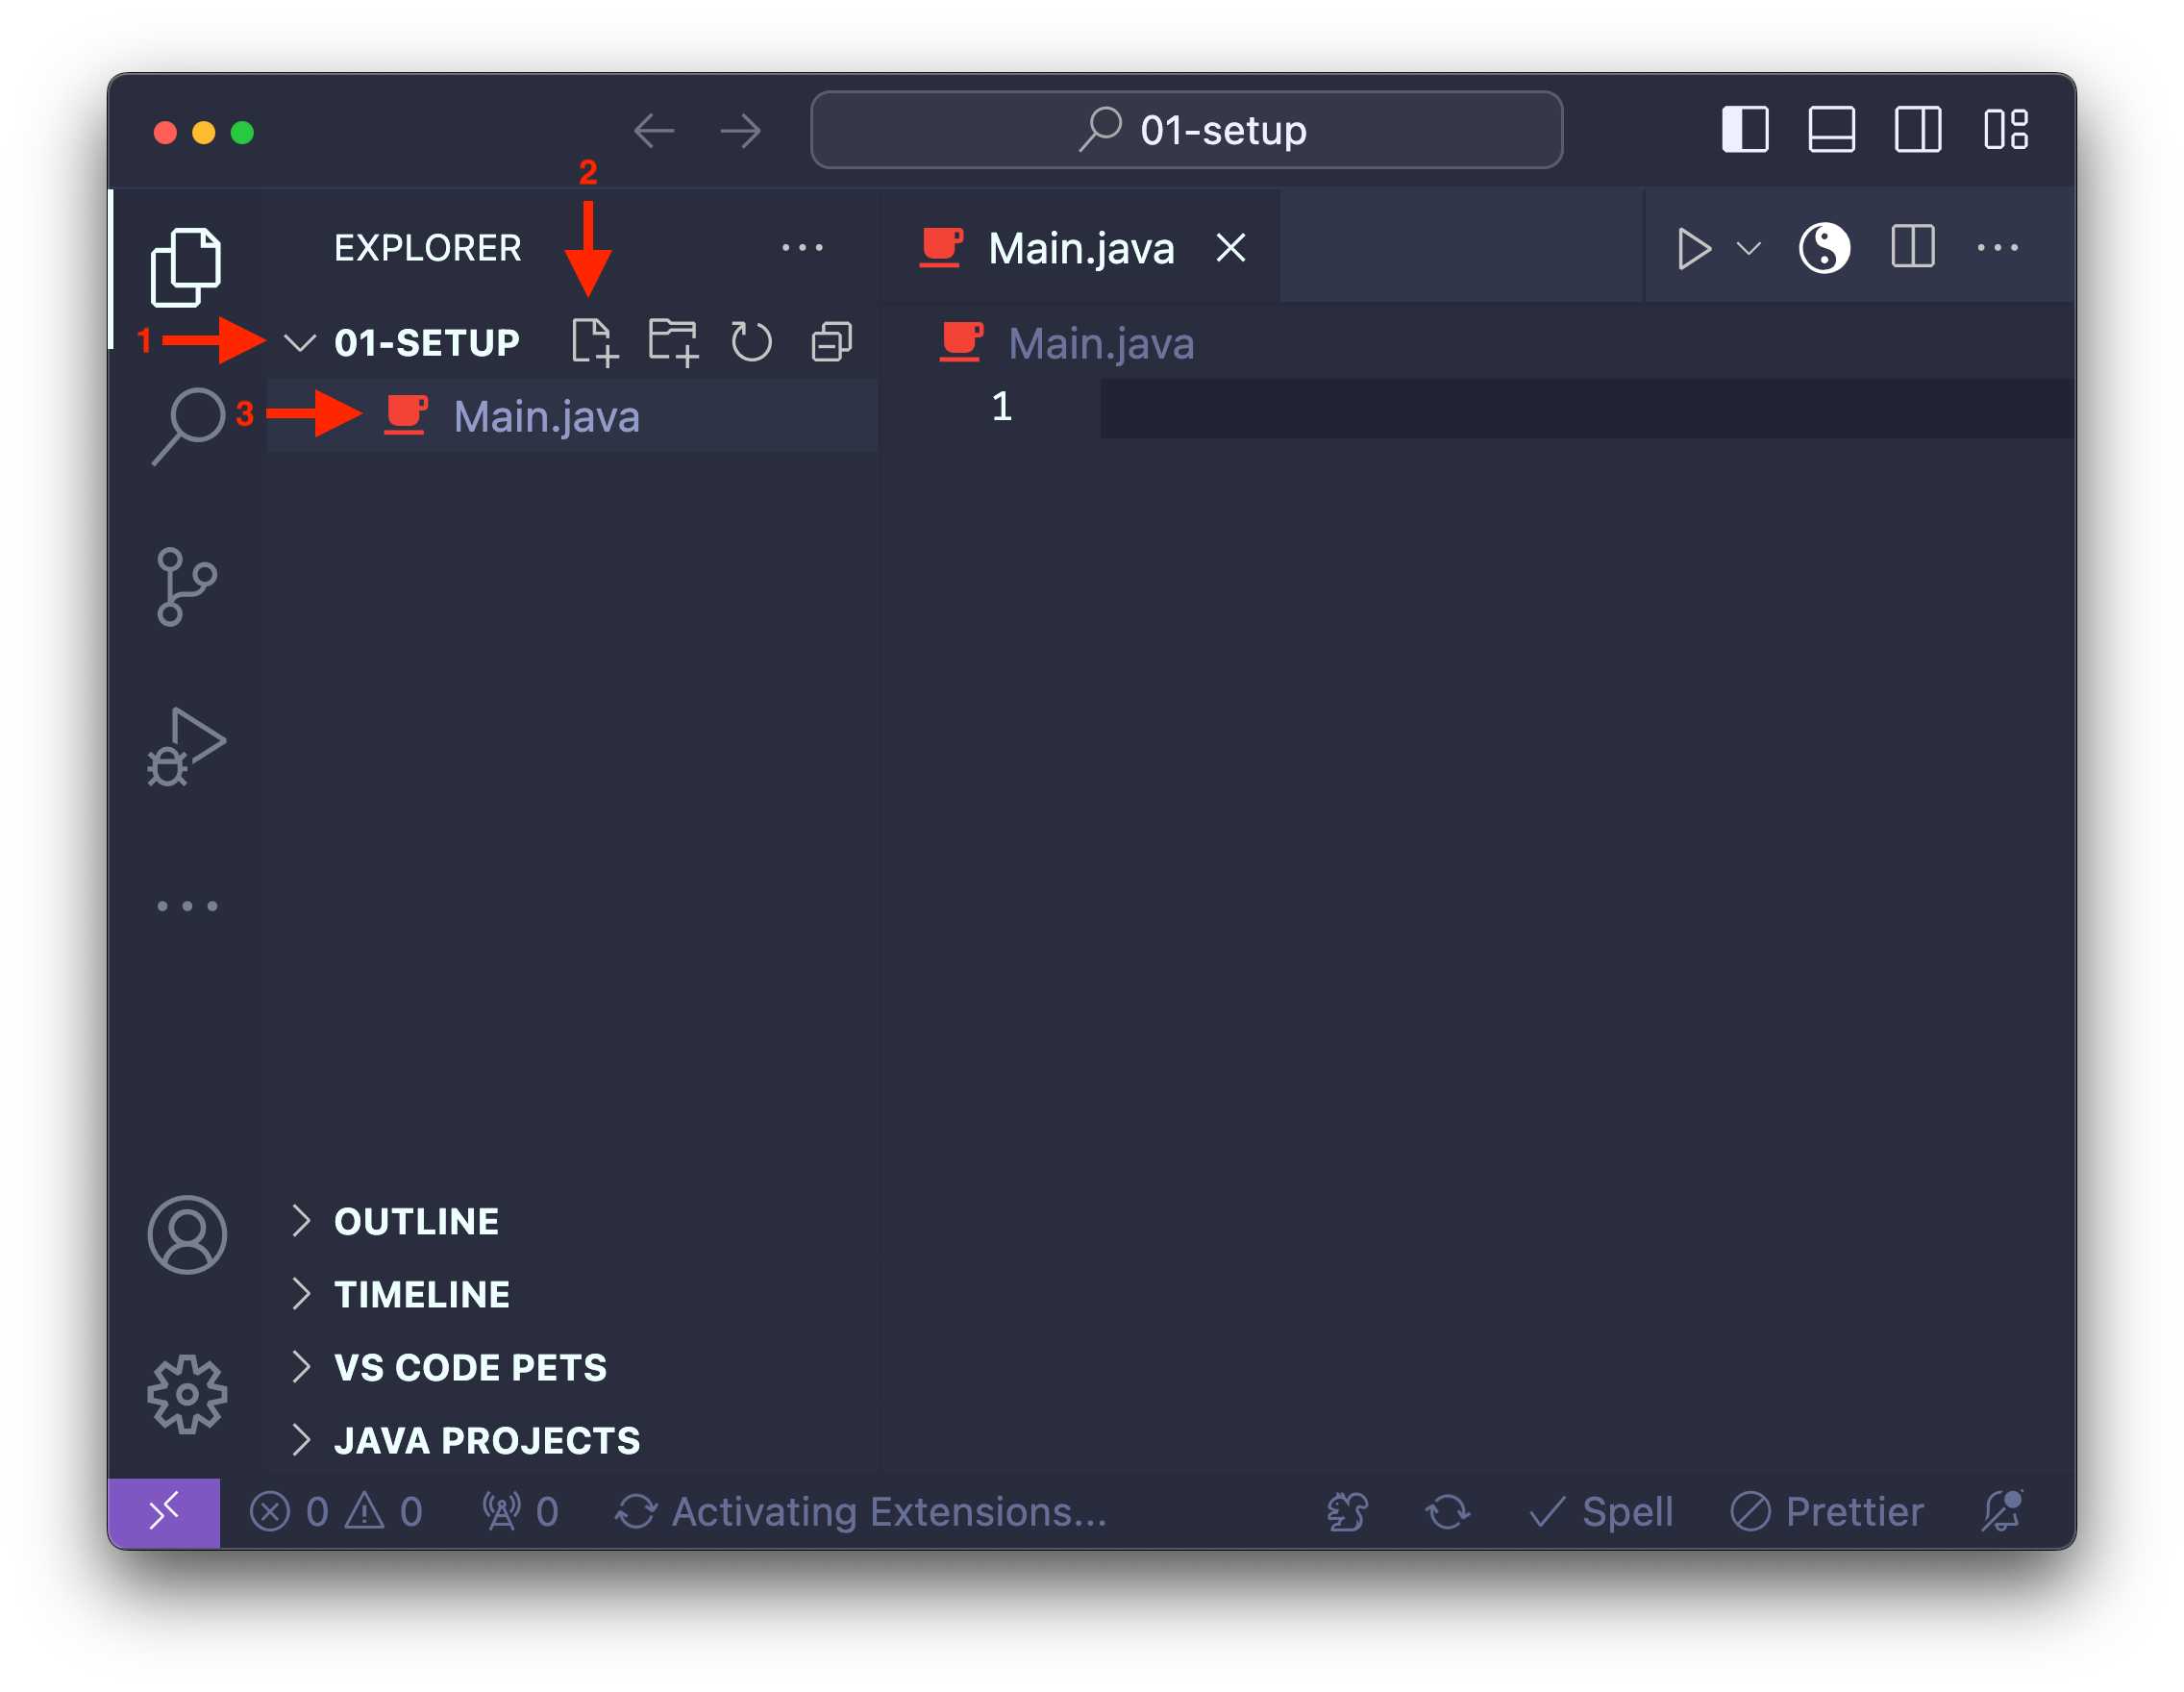 01-setup
2
EXPLORER
Main.java
1
01-SETUP
Main.java
3
Main.java
1
OUTLINE
TIMELINE
VS CODE PETS
JAVA PROJECTS
0 0 0 Activating Extensions... Spell Prettier